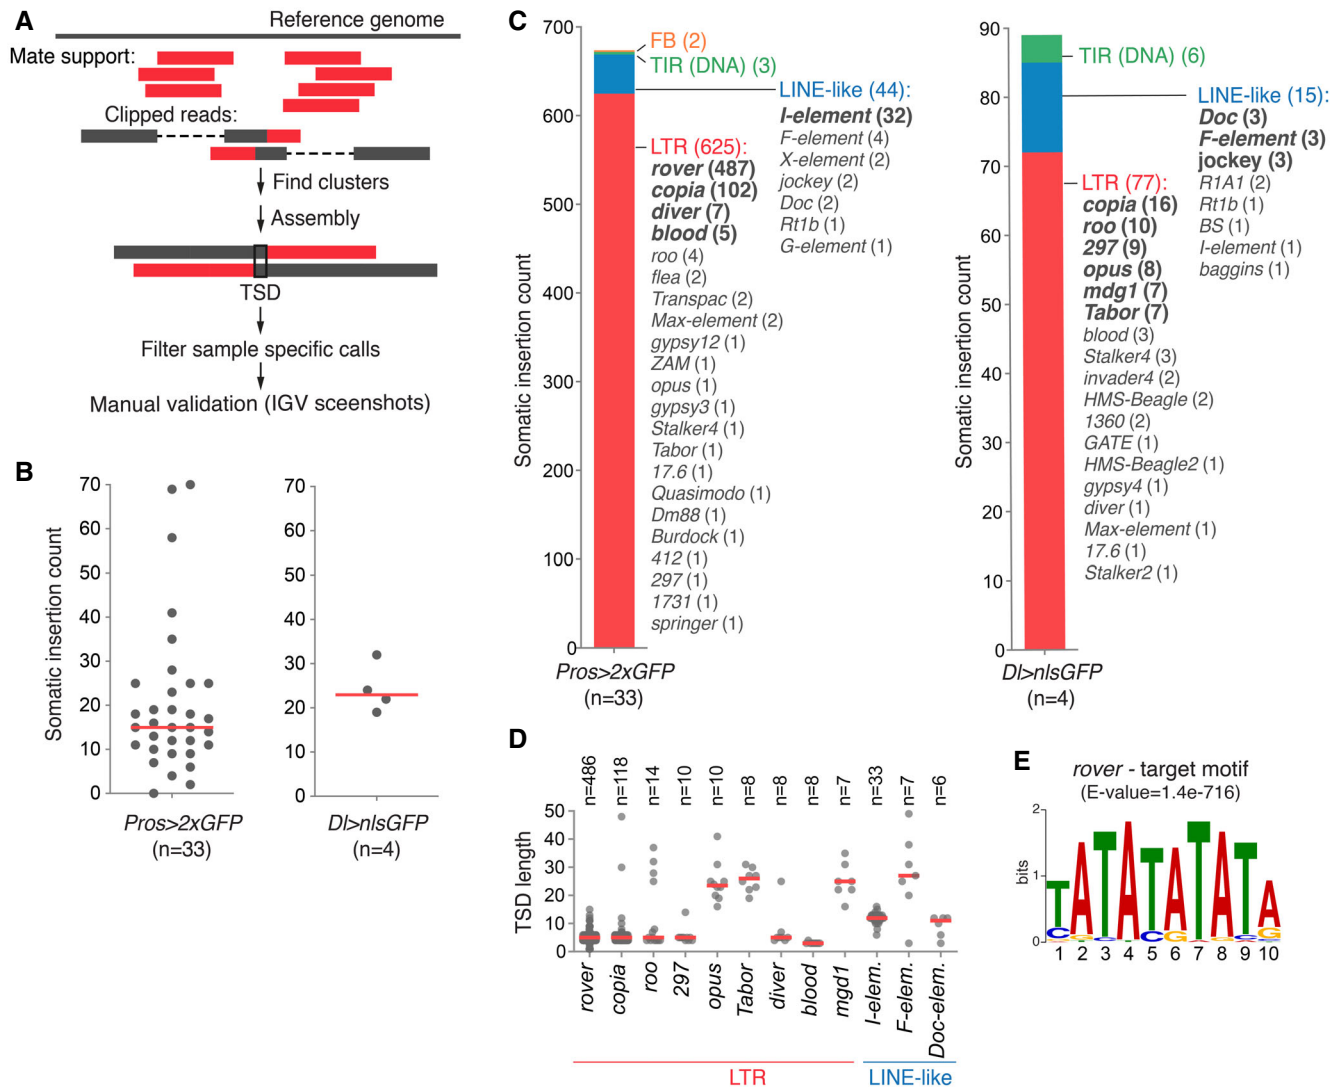 A
Reference genome
Mate support:
Clipped reads:
Find clusters
Assembly
TSD
Filter sample specific calls
Manual validation (IGV sceenshots)
B
Somatic insertion count
70
60
50
40
30
20
10
0
Pros>2xGFP
(n=33)
70
60
50
40
30
20
10
0
Dl>nlsGFP
(n=4)
C
Somatic insertion count
700
600
500
400
300
200
100
0
FB (2)
TIR (DNA) (3)
LINE-like (44):
I-element (32)
F-element (4)
X-element (2)
jockey (2)
Doc (2)
Rt1b (1)
G-element (1)
LTR (625):
rover (487)
copia (102)
diver (7)
blood (5)
roo (4)
flea (2)
Transpac (2)
Max-element (2)
gypsy12 (1)
ZAM (1)
opus (1)
gypsy3 (1)
Stalker4 (1)
Tabor (1)
17.6 (1)
Quasimodo (1)
Dm88 (1)
Burdock (1)
412 (1)
297 (1)
1731 (1)
springer (1)
Pros>2xGFP
(n=33)
Somatic insertion count
90
80
70
60
50
40
30
20
10
0
TIR (DNA) (6)
LINE-like (15):
Doc (3)
F-element (3)
jockey (3)
R1A1 (2)
Rt1b (1)
BS (1)
I-element (1)
baggins (1)
LTR (77):
copia (16)
roo (10)
297 (9)
opus (8)
mdg1 (7)
Tabor (7)
blood (3)
Stalker4 (3)
invader4 (2)
HMS-Beagle (2)
1360 (2)
GATE (1)
HMS-Beagle2 (1)
gypsy4 (1)
diver (1)
Max-element (1)
17.6 (1)
Stalker2 (1)
Dl>nlsGFP
(n=4)
D
n=486
n=118
n=14
n=10
n=10
n=8
n=8
n=8
n=7
n=33
n=7
n=6
TSD length
50
40
30
20
10
0
rover
copia
roo
297
opus
Tabor
diver
blood
mgd1
I-elem.
F-elem.
Doc-elem.
LTR
LINE-like
E
rover - target motif
(E-value=1.4e-716)
bits
2
1
0
TATATATATA
1 2 3 4 5 6 7 8 9 10